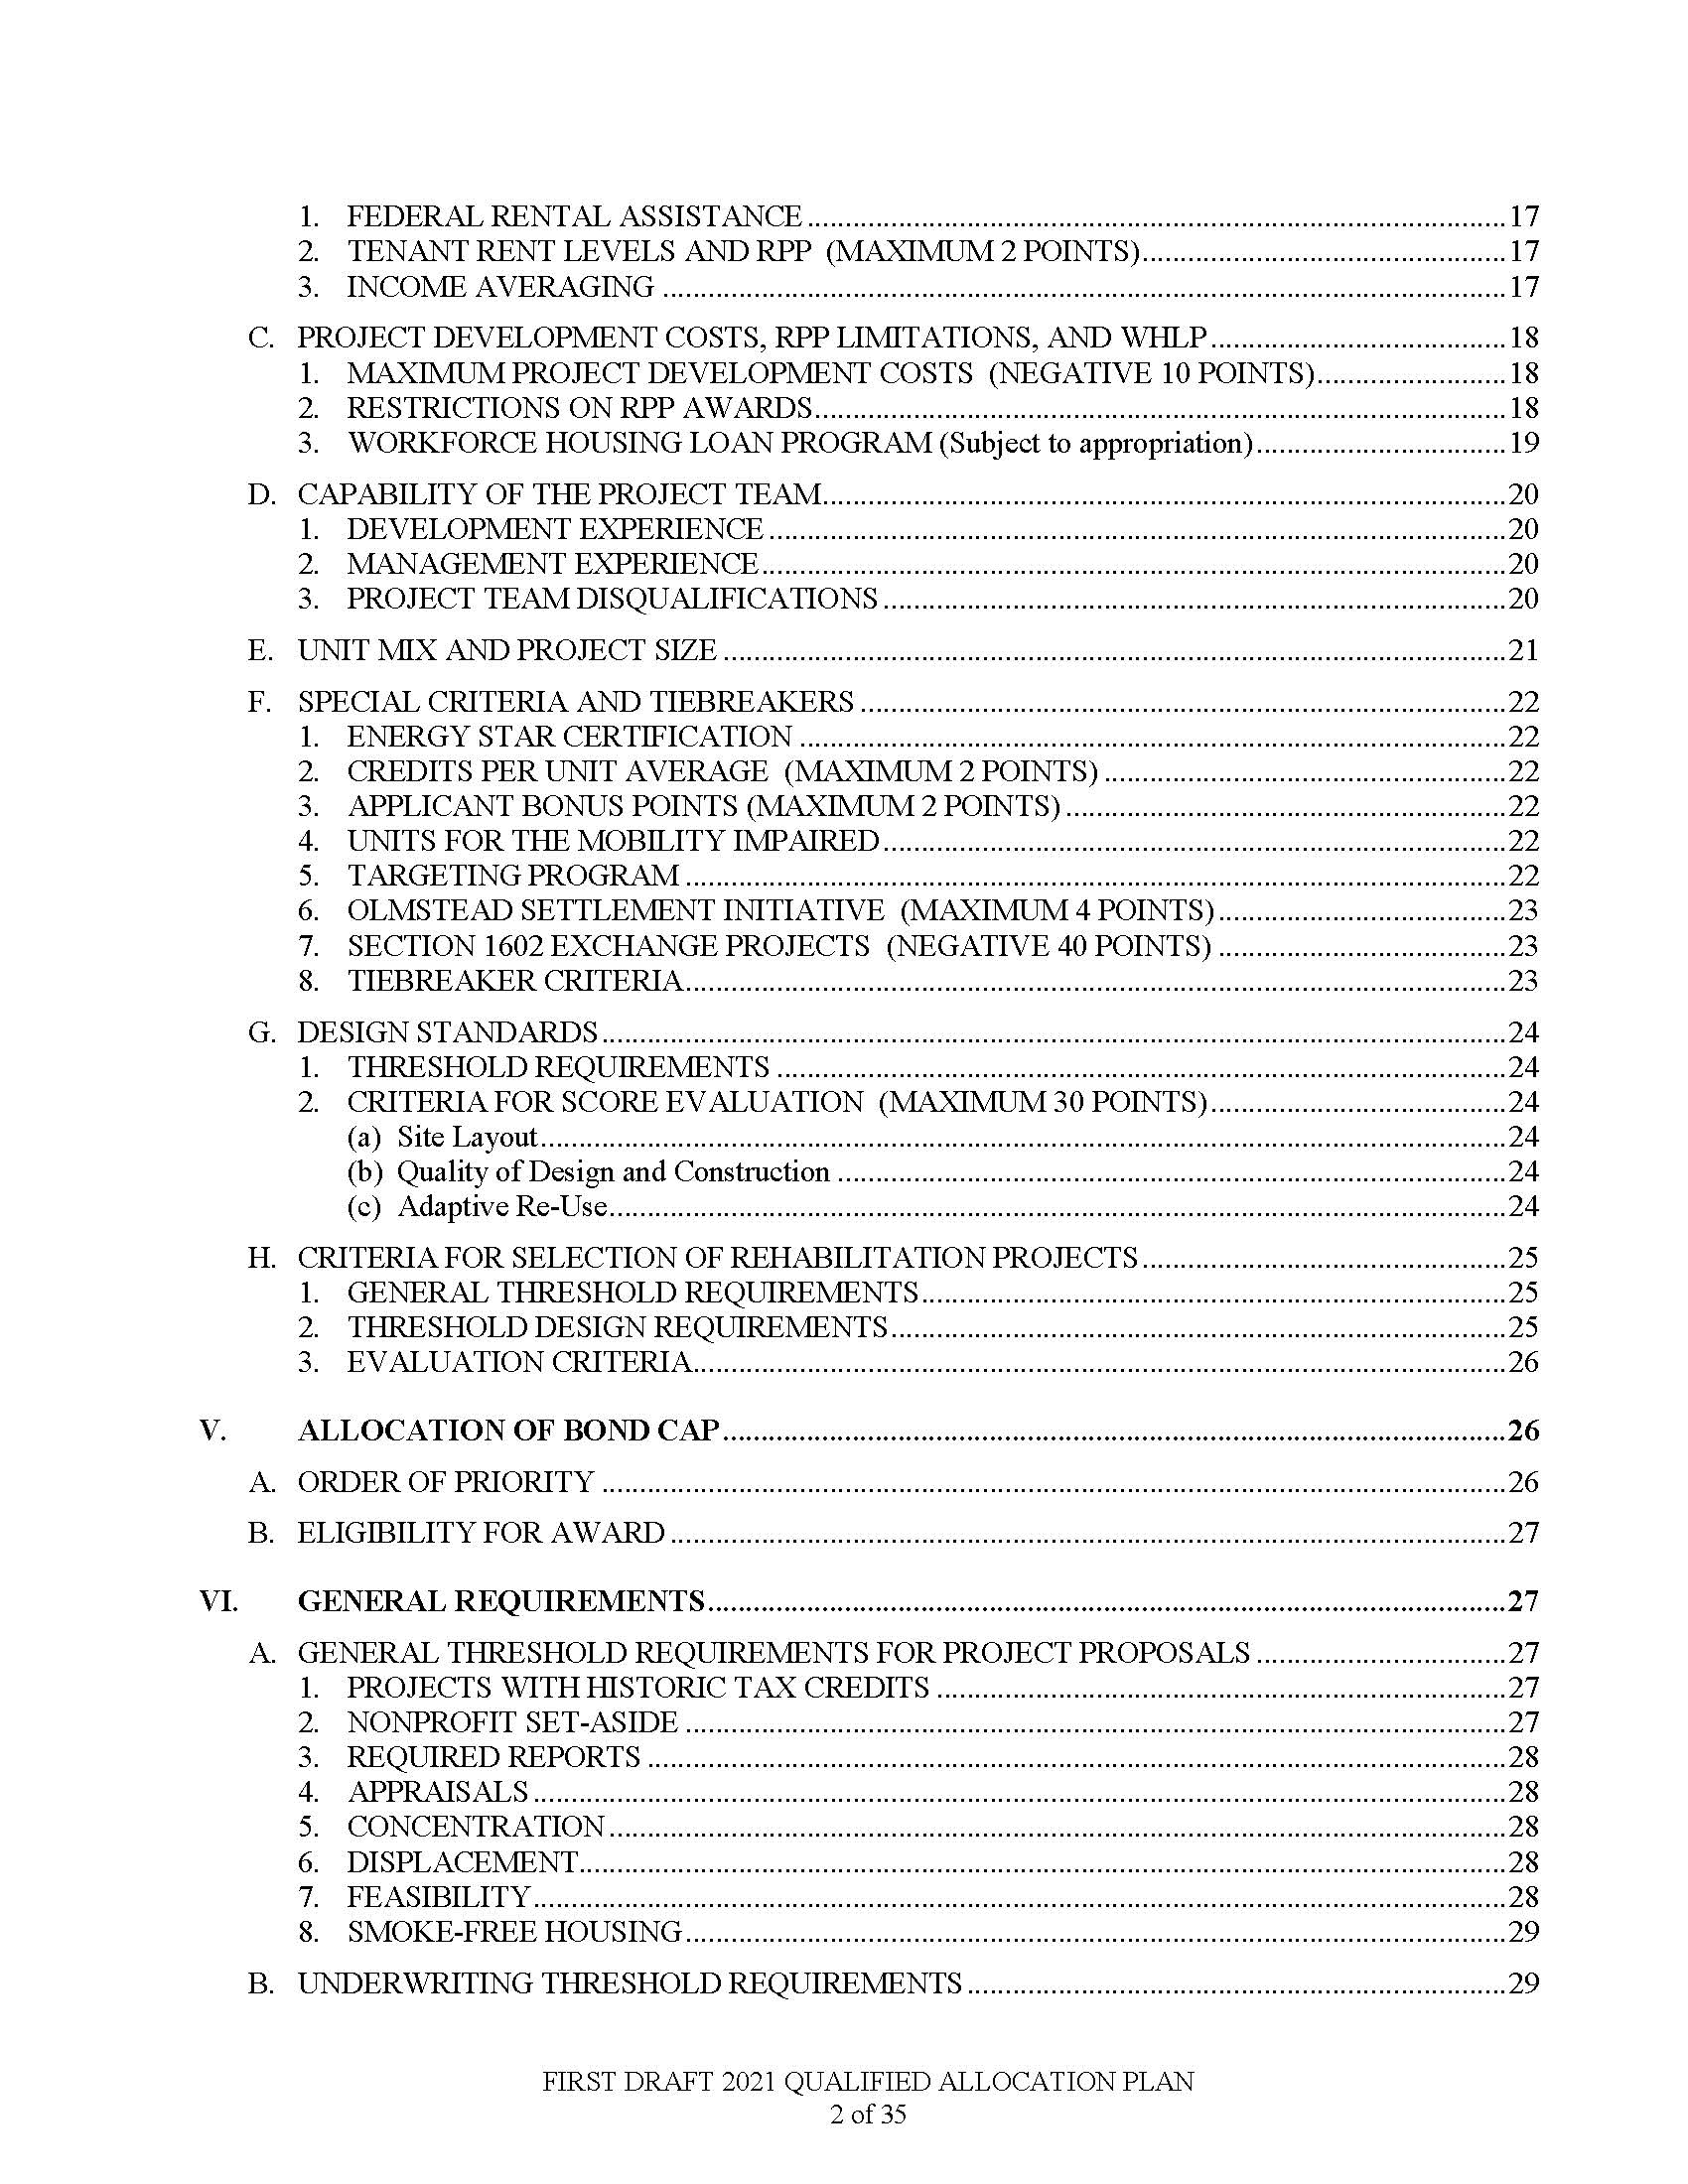 1. FEDERAL RENTAL ASSISTANCE ........ 17
2. TENANT RENT LEVELS AND RPP (MAXIMUM 2 POINTS) ........ 17
3. INCOME AVERAGING ........ 17
C. PROJECT DEVELOPMENT COSTS, RPP LIMITATIONS, AND WHLP ........ 18
1. MAXIMUM PROJECT DEVELOPMENT COSTS (NEGATIVE 10 POINTS) ........ 18
2. RESTRICTIONS ON RPP AWARDS ........ 18
3. WORKFORCE HOUSING LOAN PROGRAM (Subject to appropriation) ........ 19
D. CAPABILITY OF THE PROJECT TEAM ........ 20
1. DEVELOPMENT EXPERIENCE ........ 20
2. MANAGEMENT EXPERIENCE ........ 20
3. PROJECT TEAM DISQUALIFICATIONS ........ 20
E. UNIT MIX AND PROJECT SIZE ........ 21
F. SPECIAL CRITERIA AND TIEBREAKERS ........ 22
1. ENERGY STAR CERTIFICATION ........ 22
2. CREDITS PER UNIT AVERAGE (MAXIMUM 2 POINTS) ........ 22
3. APPLICANT BONUS POINTS (MAXIMUM 2 POINTS) ........ 22
4. UNITS FOR THE MOBILITY IMPAIRED ........ 22
5. TARGETING PROGRAM ........ 22
6. OLMSTEAD SETTLEMENT INITIATIVE (MAXIMUM 4 POINTS) ........ 23
7. SECTION 1602 EXCHANGE PROJECTS (NEGATIVE 40 POINTS) ........ 23
8. TIEBREAKER CRITERIA ........ 23
G. DESIGN STANDARDS ........ 24
1. THRESHOLD REQUIREMENTS ........ 24
2. CRITERIA FOR SCORE EVALUATION (MAXIMUM 30 POINTS) ........ 24
(a) Site Layout ........ 24
(b) Quality of Design and Construction ........ 24
(c) Adaptive Re-Use ........ 24
H. CRITERIA FOR SELECTION OF REHABILITATION PROJECTS ........ 25
1. GENERAL THRESHOLD REQUIREMENTS ........ 25
2. THRESHOLD DESIGN REQUIREMENTS ........ 25
3. EVALUATION CRITERIA ........ 26
V. ALLOCATION OF BOND CAP ........ 26
A. ORDER OF PRIORITY ........ 26
B. ELIGIBILITY FOR AWARD ........ 27
VI. GENERAL REQUIREMENTS ........ 27
A. GENERAL THRESHOLD REQUIREMENTS FOR PROJECT PROPOSALS ........ 27
1. PROJECTS WITH HISTORIC TAX CREDITS ........ 27
2. NONPROFIT SET-ASIDE ........ 27
3. REQUIRED REPORTS ........ 28
4. APPRAISALS ........ 28
5. CONCENTRATION ........ 28
6. DISPLACEMENT ........ 28
7. FEASIBILITY ........ 28
8. SMOKE-FREE HOUSING ........ 29
B. UNDERWRITING THRESHOLD REQUIREMENTS ........ 29
FIRST DRAFT 2021 QUALIFIED ALLOCATION PLAN
2 of 35